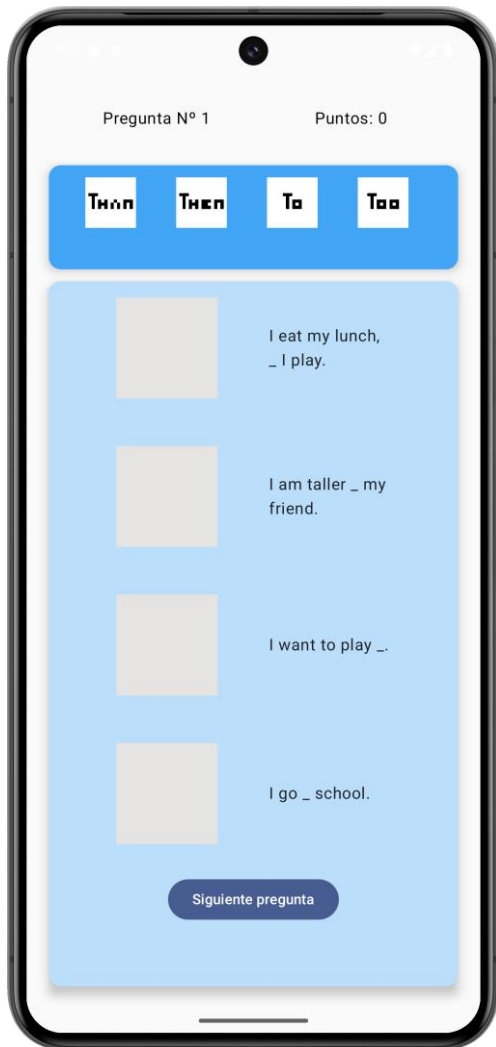 Pregunta Nº 1 Puntos: 0
Than Then To Too
I eat my lunch,
_ I play.
I am taller _ my
friend.
I want to play _.
I go _ school.
Siguiente pregunta